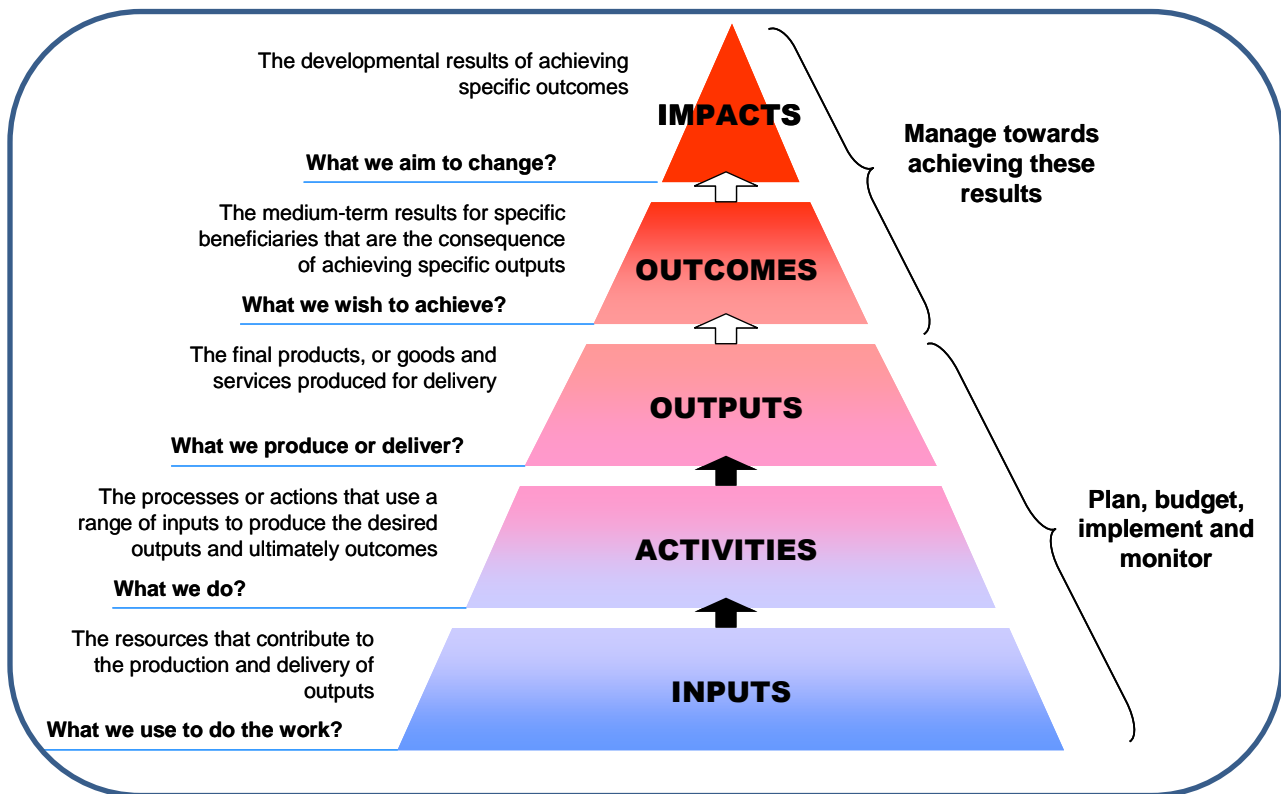 The developmental results of achieving
specific outcomes
IMPACTS
What we aim to change?
Manage towards
achieving these
results
The medium-term results for specific
beneficiaries that are the consequence
of achieving specific outputs
OUTCOMES
What we wish to achieve?
The final products, or goods and
services produced for delivery
OUTPUTS
What we produce or deliver?
The processes or actions that use a
range of inputs to produce the desired
outputs and ultimately outcomes
ACTIVITIES
What we do?
Plan, budget,
implement and
monitor
The resources that contribute to
the production and delivery of
outputs
INPUTS
What we use to do the work?